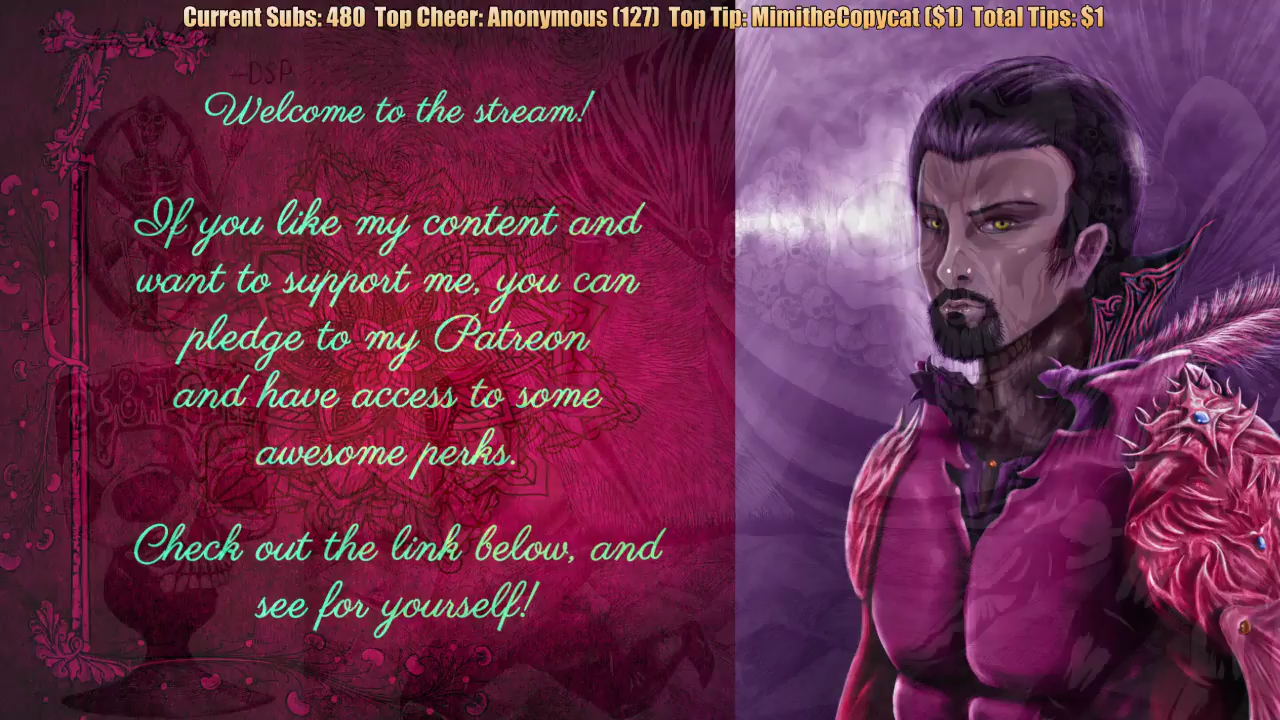 Current Subs: 480 Top Cheer: Anonymous (127) Top Tip: MimitheCopycat ($1) Total Tips: $1
-DSP
Welcome to the stream!
If you like my content and
want to support me, you can
pledge to my Patreon
and have access to some
awesome perks.
Check out the link below, and
see for yourself!